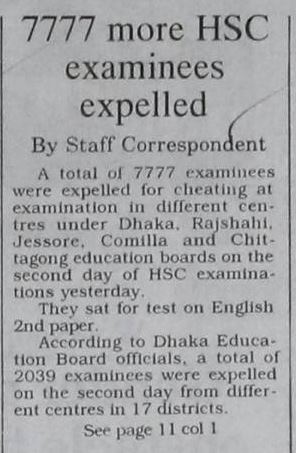 7777 more HSC
examinees
expelled
By Staff Correspondent
A total of 7777 examinees
were expelled for cheating at
examination in different cen-
tres under Dhaka, Rajshahi,
Jessore, Comilla and Chit-
tagong education boards on the
second day of HSC examina-
tions yesterday.
They sat for test on English
2nd paper.
According to Dhaka Educa-
tion Board officials, a total of
2039 examinees were expelled
on the second day from differ-
ent centres in 17 districts.
See page 11 col 1